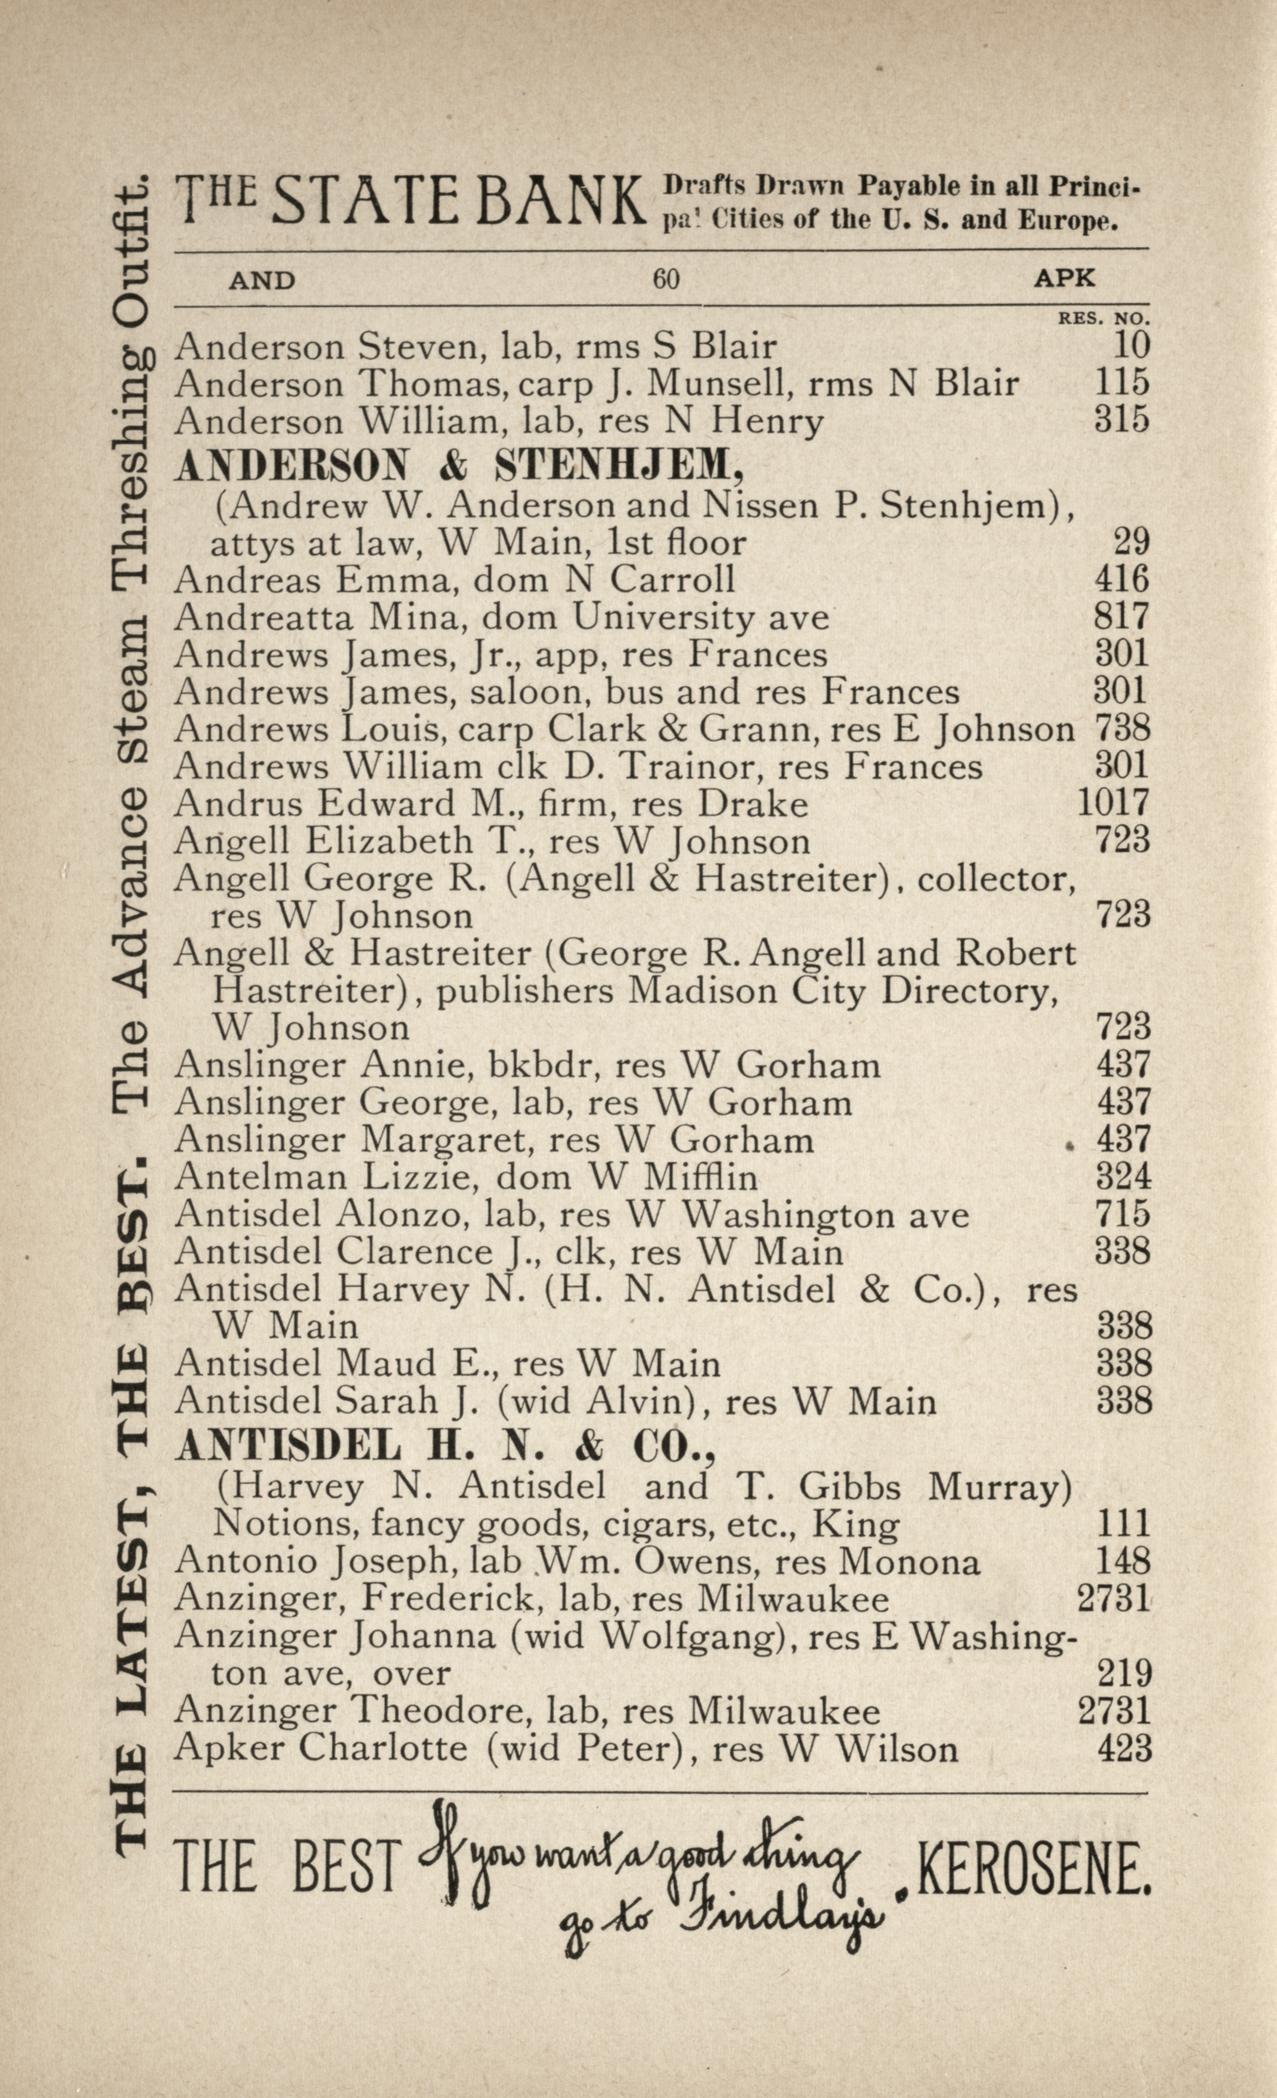 THE STATE BANK Drafts Drawn Payable in all Princi-
pal Cities of the U. S. and Europe.
AND 60 APK
RES. NO.
Anderson Steven, lab, rms S Blair 10
Anderson Thomas, carp J. Munsell, rms N Blair 115
Anderson William, lab, res N Henry 315
ANDERSON & STENHJEM,
(Andrew W. Anderson and Nissen P. Stenhjem),
attys at law, W Main, 1st floor 29
Andreas Emma, dom N Carroll 416
Andreatta Mina, dom University ave 817
Andrews James, Jr., app, res Frances 301
Andrews James, saloon, bus and res Frances 301
Andrews Louis, carp Clark & Grann, res E Johnson 738
Andrews William clk D. Trainor, res Frances 301
Andrus Edward M., firm, res Drake 1017
Angell Elizabeth T., res W Johnson 723
Angell George R. (Angell & Hastreiter), collector,
res W Johnson 723
Angell & Hastreiter (George R. Angell and Robert
Hastreiter), publishers Madison City Directory,
W Johnson 723
Anslinger Annie, bkbdr, res W Gorham 437
Anslinger George, lab, res W Gorham 437
Anslinger Margaret, res W Gorham 437
Antelman Lizzie, dom W Mifflin 324
Antisdel Alonzo, lab, res W Washington ave 715
Antisdel Clarence J., clk, res W Main 338
Antisdel Harvey N. (H. N. Antisdel & Co.), res
W Main 338
Antisdel Maud E., res W Main 338
Antisdel Sarah J. (wid Alvin), res W Main 338
ANTISDEL H. N. & CO.,
(Harvey N. Antisdel and T. Gibbs Murray)
Notions, fancy goods, cigars, etc., King 111
Antonio Joseph, lab Wm. Owens, res Monona 148
Anzinger, Frederick, lab, res Milwaukee 2731
Anzinger Johanna (wid Wolfgang), res E Washing-
ton ave, over 219
Anzinger Theodore, lab, res Milwaukee 2731
Apker Charlotte (wid Peter), res W Wilson 423
THE BEST If you want a good thing KEROSENE.
go to Findlay's
THE LATEST, THE BEST. The Advance Steam Threshing Outfit.